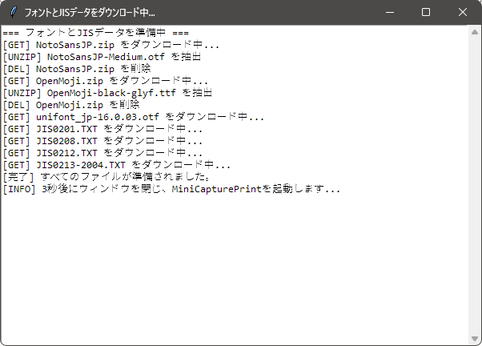 フォントとJISデータをダウンロード中...
=== フォントとJISデータを準備中 ===
[GET] NotoSansJP.zip をダウンロード中...
[UNZIP] NotoSansJP-Medium.otf を抽出
[DEL] NotoSansJP.zip を削除
[GET] OpenMoji.zip をダウンロード中...
[UNZIP] OpenMoji-black-glyf.ttf を抽出
[DEL] OpenMoji.zip を削除
[GET] unifont_jp-16.0.03.otf をダウンロード中...
[GET] JIS0201.TXT をダウンロード中...
[GET] JIS0208.TXT をダウンロード中...
[GET] JIS0212.TXT をダウンロード中...
[GET] JIS0213-2004.TXT をダウンロード中...
[完了] すべてのファイルが準備されました。
[INFO] 3秒後にウィンドウを閉じ、MiniCapturePrintを起動します...